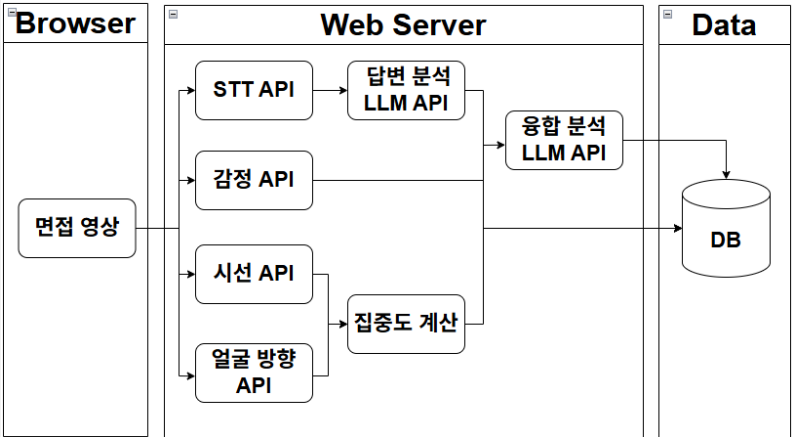 Browser
Web Server
Data
STT API
답변 분석
LLM API
융합 분석
LLM API
감정 API
면접 영상
DB
시선 API
집중도 계산
얼굴 방향
API